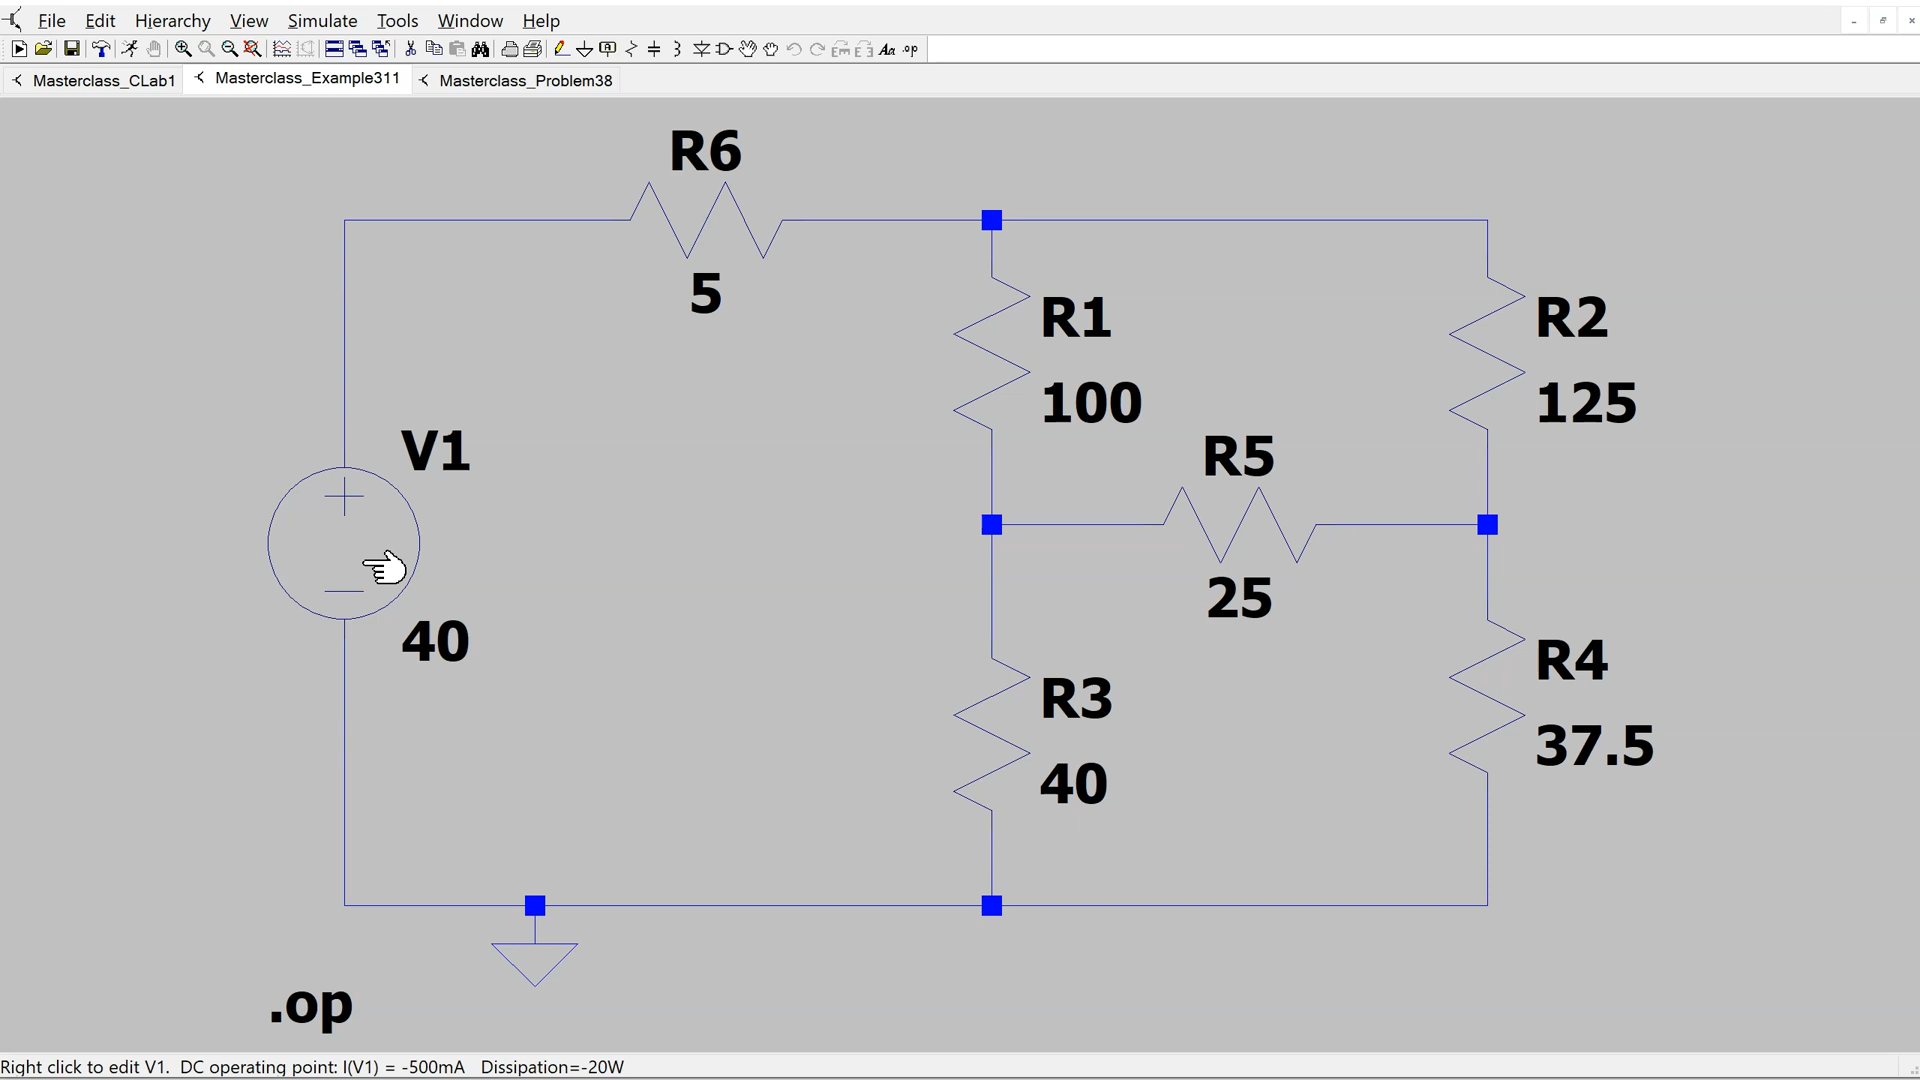 File Edit Hierarchy View Simulate Tools Window Help
Aa .op
Masterclass_CLab1 Masterclass_Example311 Masterclass_Problem38
R6
5
R1
100
R2
125
V1
40
R5
25
R3
40
R4
37.5
.op
Right click to edit V1. DC operating point: I(V1) = -500mA Dissipation=-20W